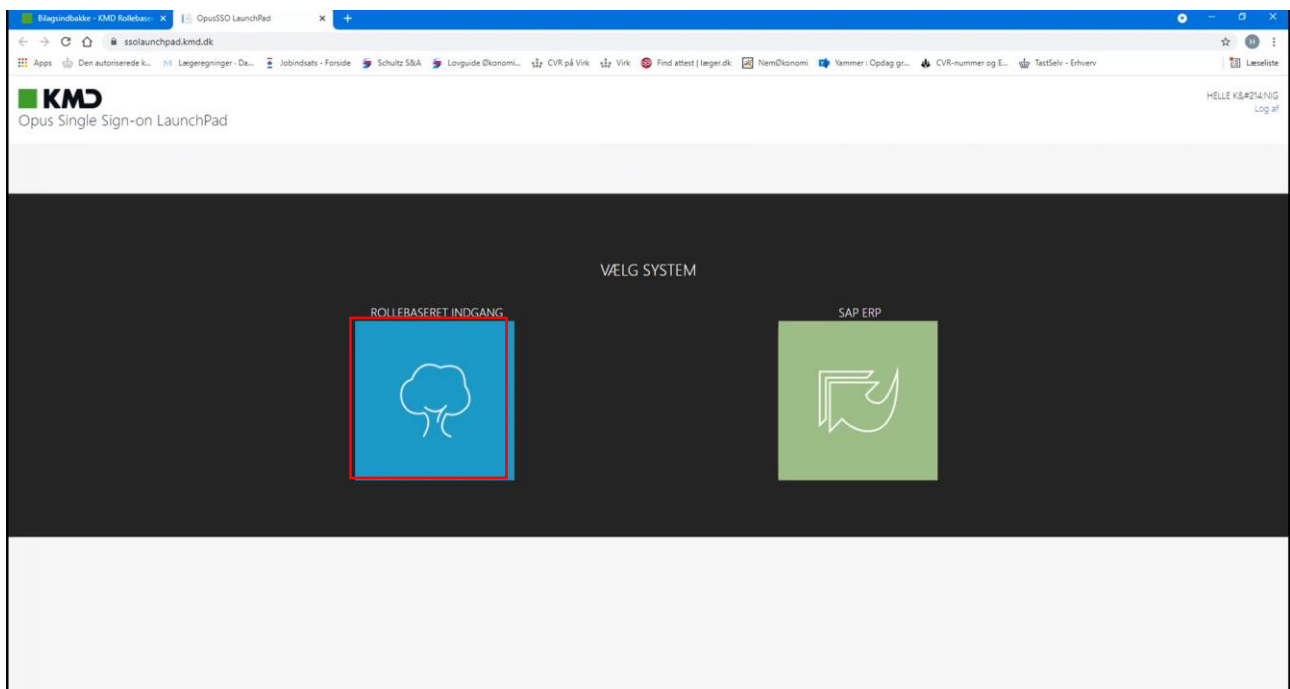 Bilagsindbakke - KMD Rollebaser
OpusSSO LaunchPad
ssolaunchpad.kmd.dk
H
Apps
Den autoriserede k...
Lægeregninger - Da...
Jobindsats - Forside
Schultz S&A
Lovguide Økonomi...
CVR på Virk
Virk
Find attest | læger.dk
NemØkonomi
Yammer : Opdag gr...
CVR-nummer og E...
TastSelv - Erhverv
Læseliste
KMD
HELLE K&#214;NIG
Log af
Opus Single Sign-on LaunchPad
VÆLG SYSTEM
ROLLEBASERET INDGANG
SAP ERP